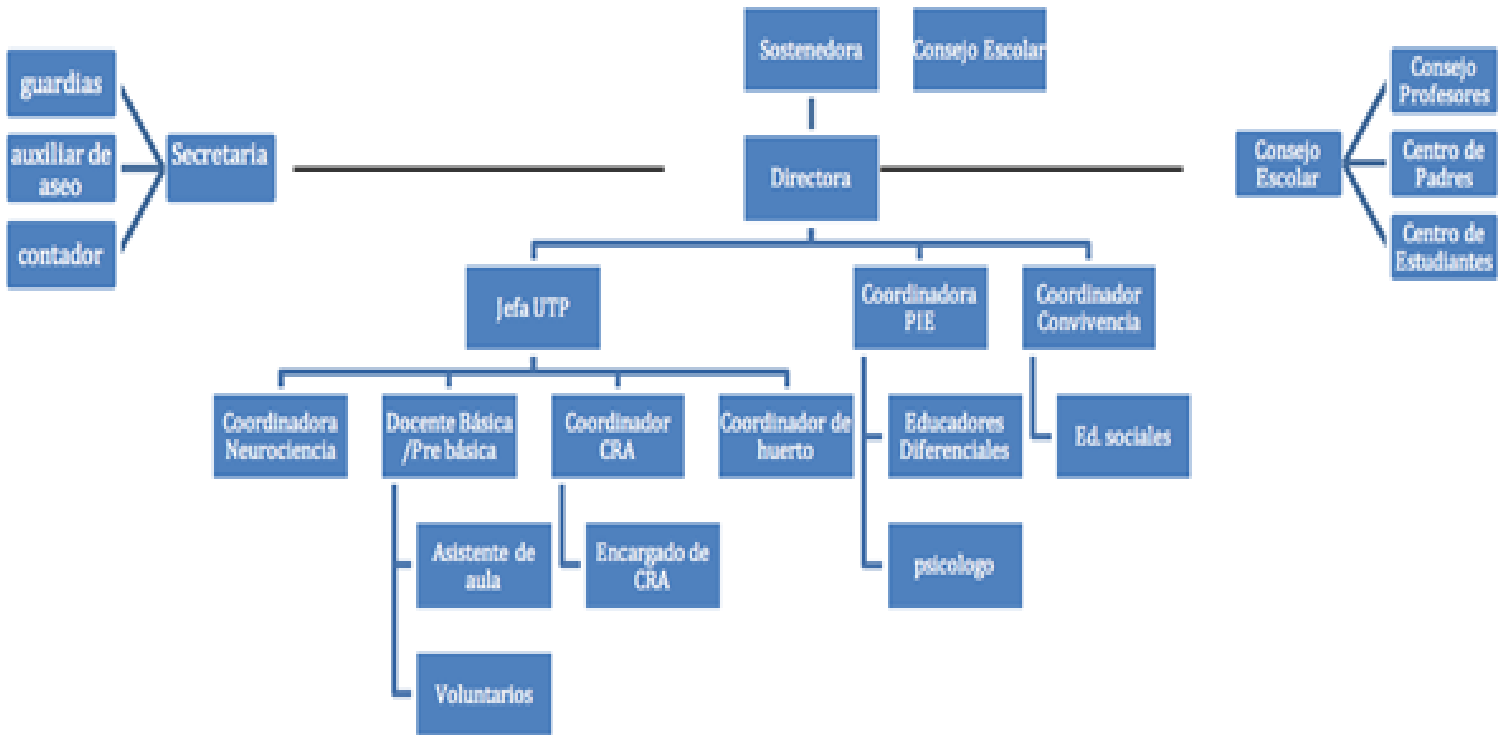 Sostenedora
Consejo Escolar
guardias
auxiliar de
aseo
contador
Secretaria
Directora
Consejo
Escolar
Consejo
Profesores
Centro de
Padres
Centro de
Estudiantes
Jefa UTP
Coordinadora
PIE
Coordinador
Convivencia
Coordinadora
Neurociencia
Docente Básica
/Pre básica
Coordinador
CRA
Coordinador de
huerto
Educadores
Diferenciales
Ed. sociales
Asistente de
aula
Encargado de
CRA
psicologo
Voluntarios